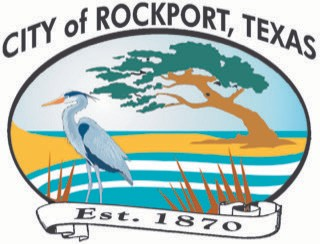 CITY of ROCKPORT, TEXAS
Est. 1870